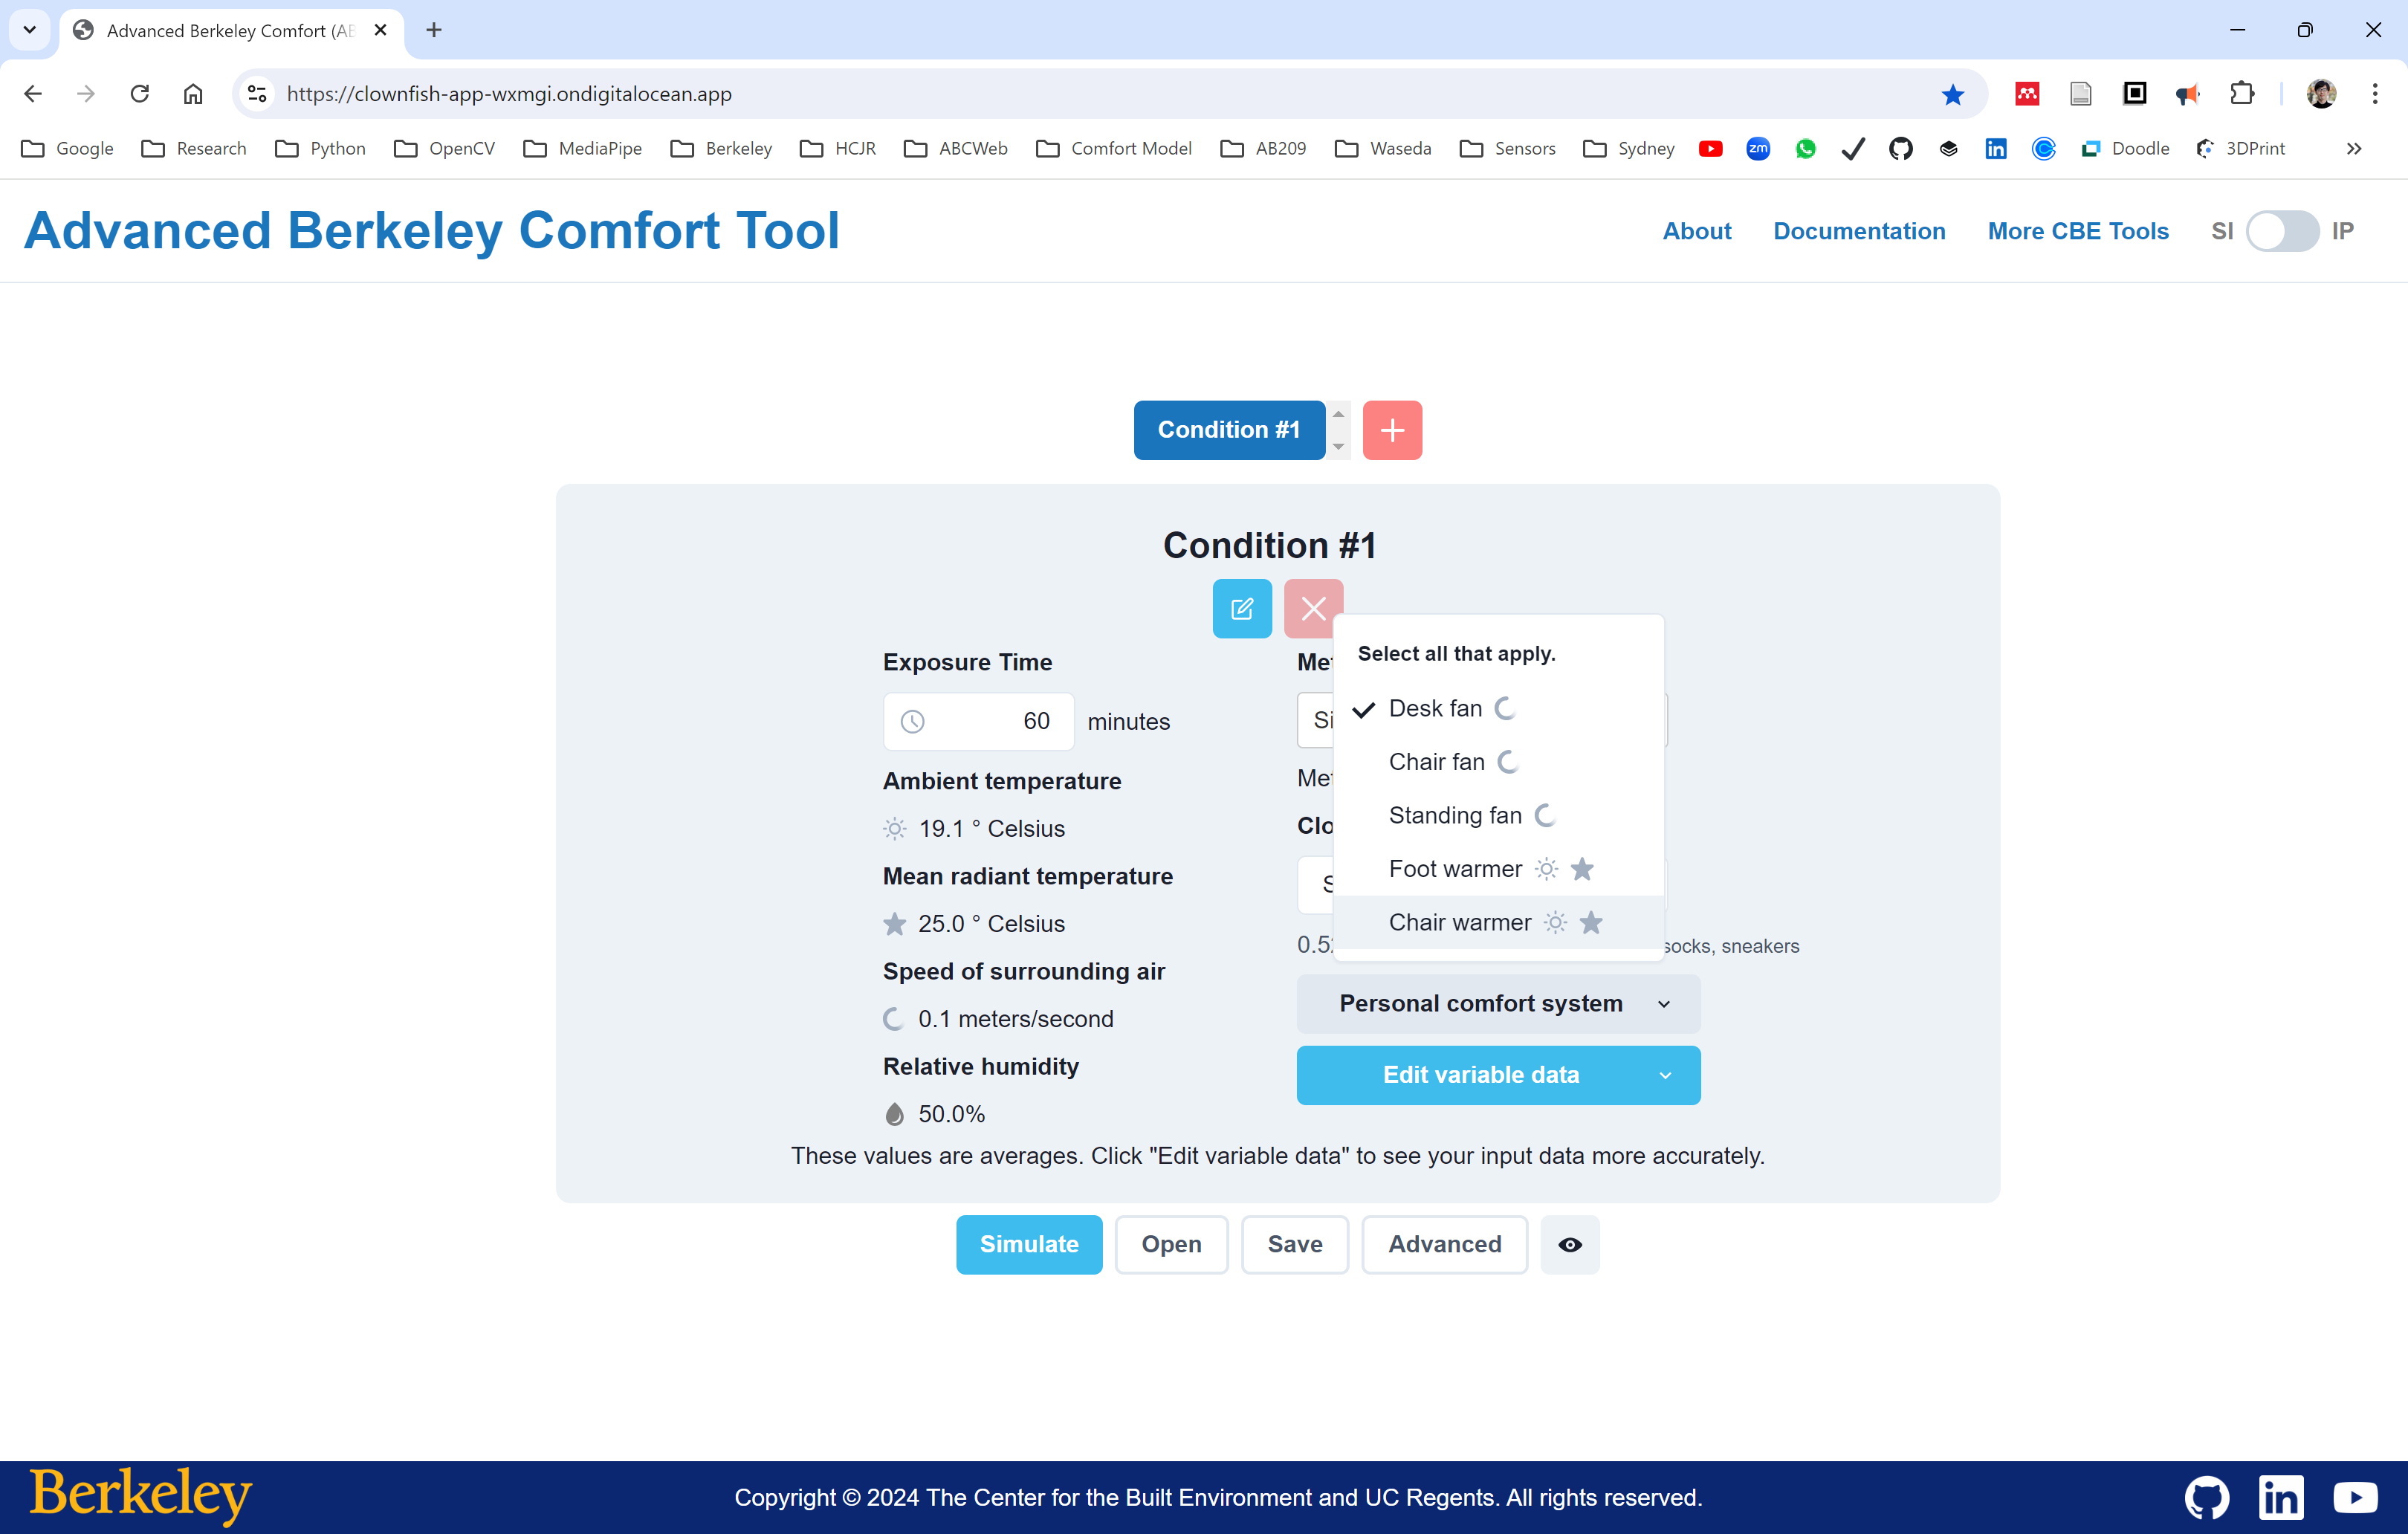 Advanced Berkeley Comfort (AB
https://clownfish-app-wxmgi.ondigitalocean.app
Google Research Python OpenCV MediaPipe Berkeley HCJR ABCWeb Comfort Model AB209 Waseda Sensors Sydney zm in Doodle 3DPrint
Advanced Berkeley Comfort Tool
About Documentation More CBE Tools SI IP
Condition #1
Condition #1
Exposure Time
60 minutes
Ambient temperature
19.1 ° Celsius
Mean radiant temperature
25.0 ° Celsius
Speed of surrounding air
0.1 meters/second
Relative humidity
50.0%
Met
Si
Met
Clo
S
0.5
socks, sneakers
Select all that apply.
Desk fan
Chair fan
Standing fan
Foot warmer
Chair warmer
Personal comfort system
Edit variable data
These values are averages. Click "Edit variable data" to see your input data more accurately.
Simulate Open Save Advanced
Berkeley
Copyright © 2024 The Center for the Built Environment and UC Regents. All rights reserved.
in